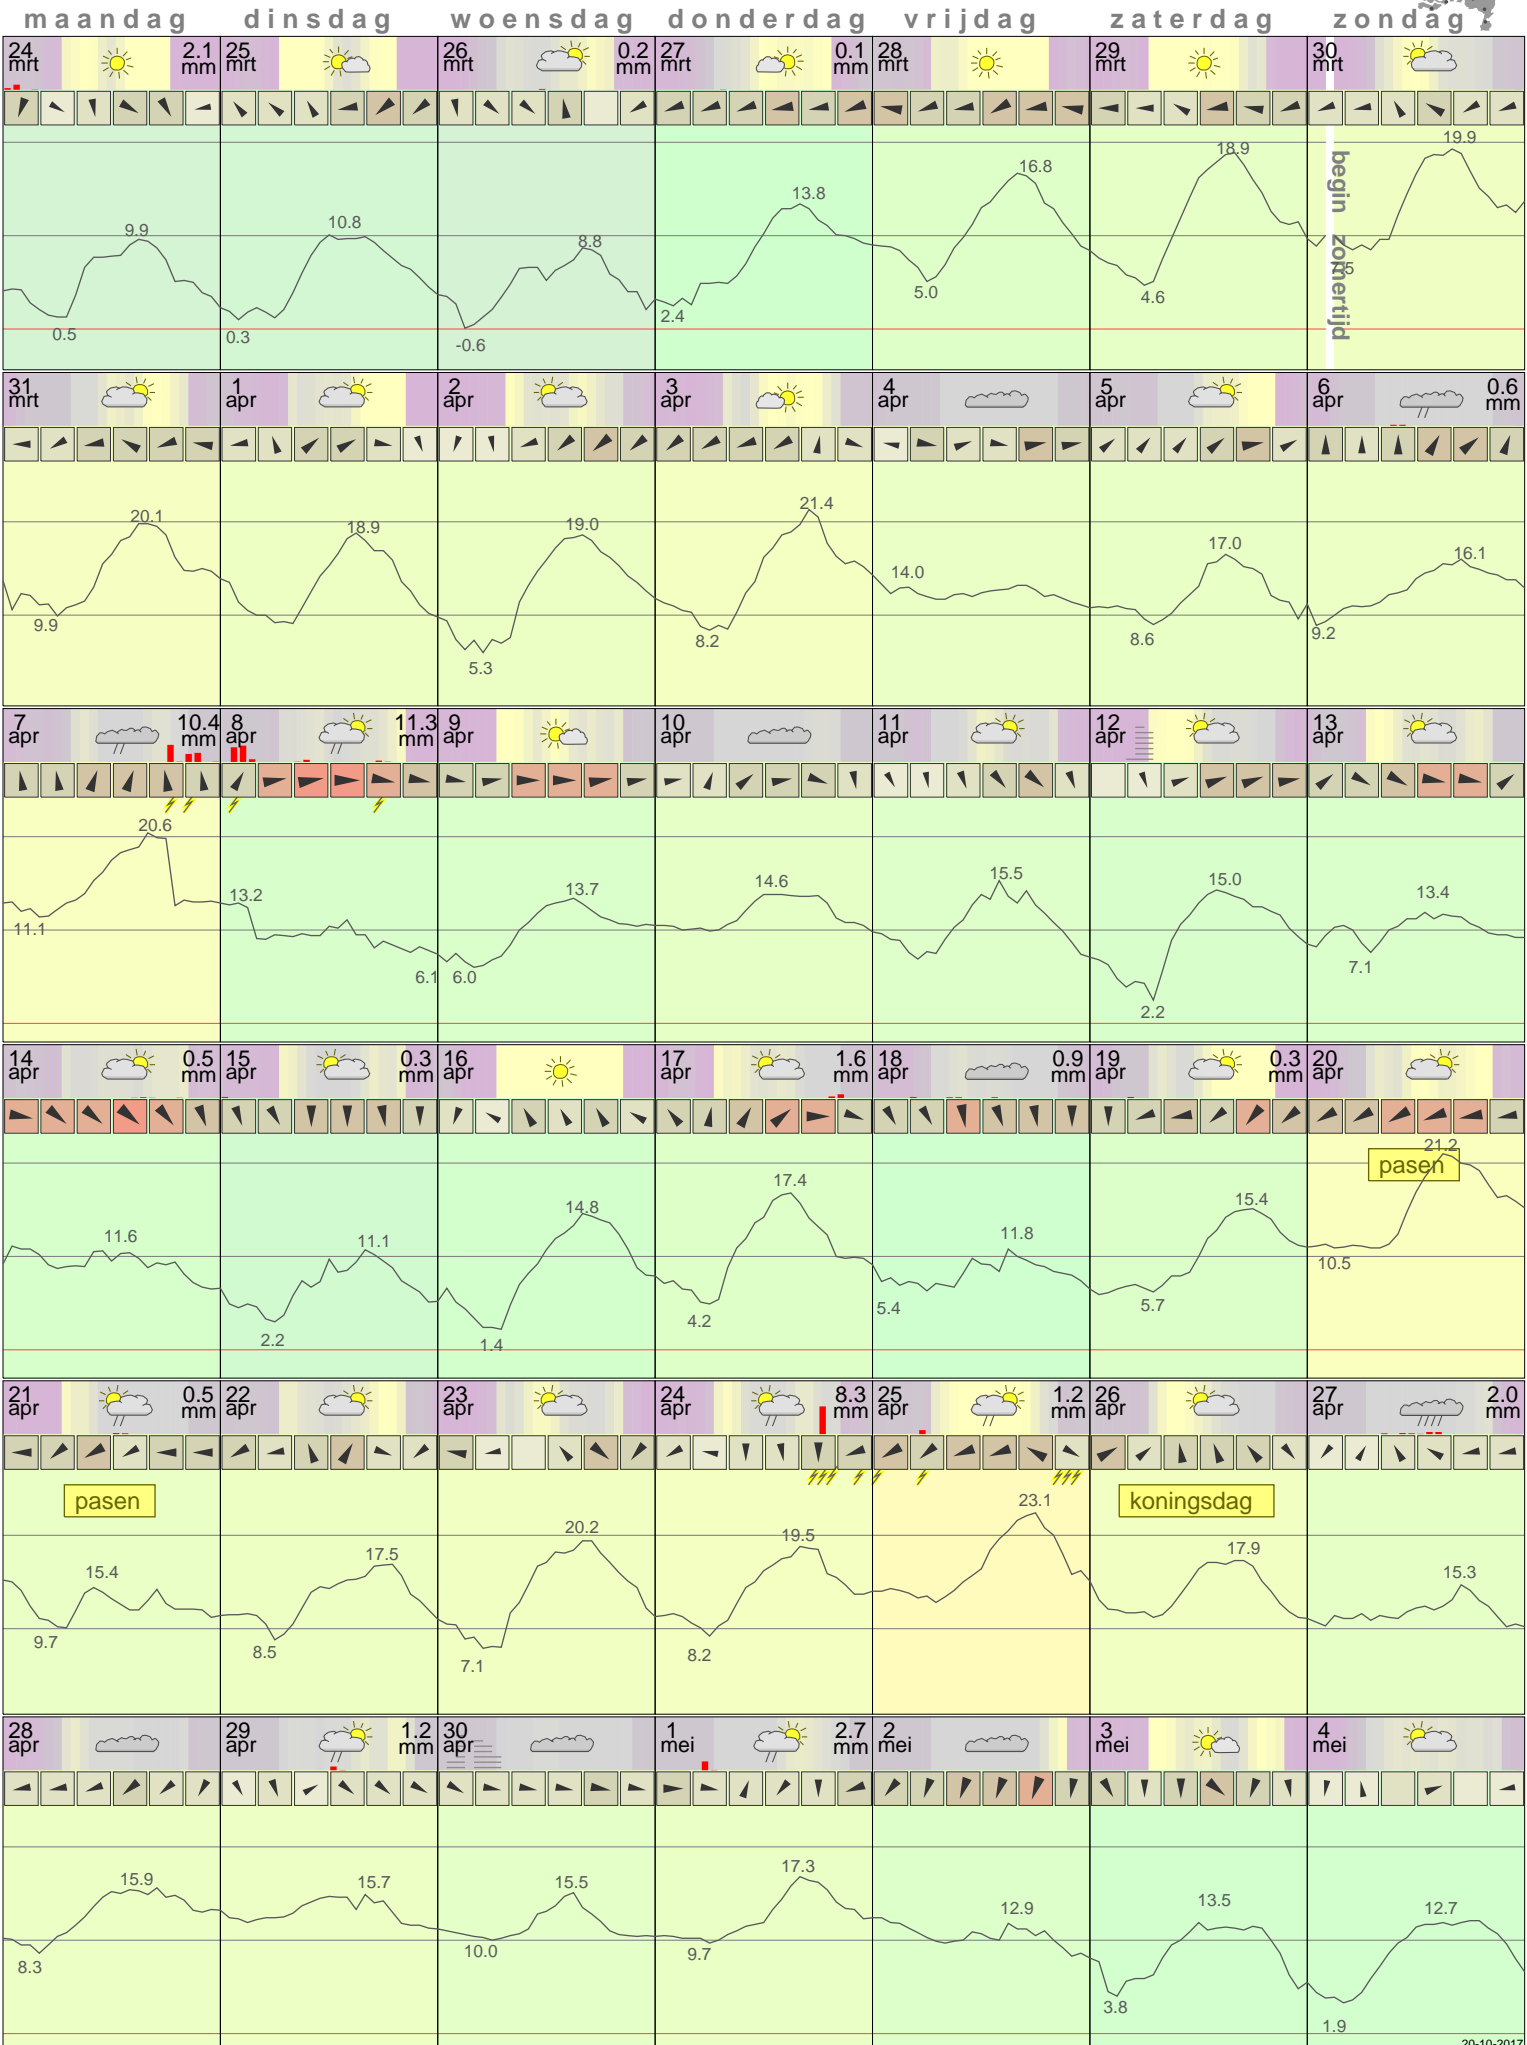 maandag dinsdag woensdag donderdag vrijdag zaterdag zondag
24 mrt 2.1 mm 25 mrt 26 mrt 0.2 mm 27 mrt 0.1 mm 28 mrt 29 mrt 30 mrt
9.9 0.5 10.8 0.3 8.8 -0.6 13.8 2.4 16.8 5.0 18.9 4.6 19.9 7.5
begin zomertijd
31 mrt 1 apr 2 apr 3 apr 4 apr 5 apr 6 apr 0.6 mm
20.1 9.9 18.9 19.0 5.3 21.4 8.2 14.0 17.0 8.6 16.1 9.2
7 apr 10.4 mm 8 apr 11.3 mm 9 apr 10 apr 11 apr 12 apr 13 apr
20.6 11.1 13.2 6.1 13.7 6.0 14.6 15.5 15.0 2.2 13.4 7.1
14 apr 0.5 mm 15 apr 0.3 mm 16 apr 17 apr 1.6 mm 18 apr 0.9 mm 19 apr 0.3 mm 20 apr
11.6 11.1 2.2 14.8 1.4 17.4 4.2 11.8 5.4 15.4 5.7 21.2 10.5
pasen
21 apr 0.5 mm 22 apr 23 apr 24 apr 8.3 mm 25 apr 1.2 mm 26 apr 27 apr 2.0 mm
pasen koningsdag
15.4 9.7 17.5 8.5 20.2 7.1 19.5 8.2 23.1 17.9 15.3
28 apr 29 apr 1.2 mm 30 apr 1 mei 2.7 mm 2 mei 3 mei 4 mei
15.9 8.3 15.7 15.5 10.0 17.3 9.7 12.9 13.5 3.8 12.7 1.9
20-10-2017